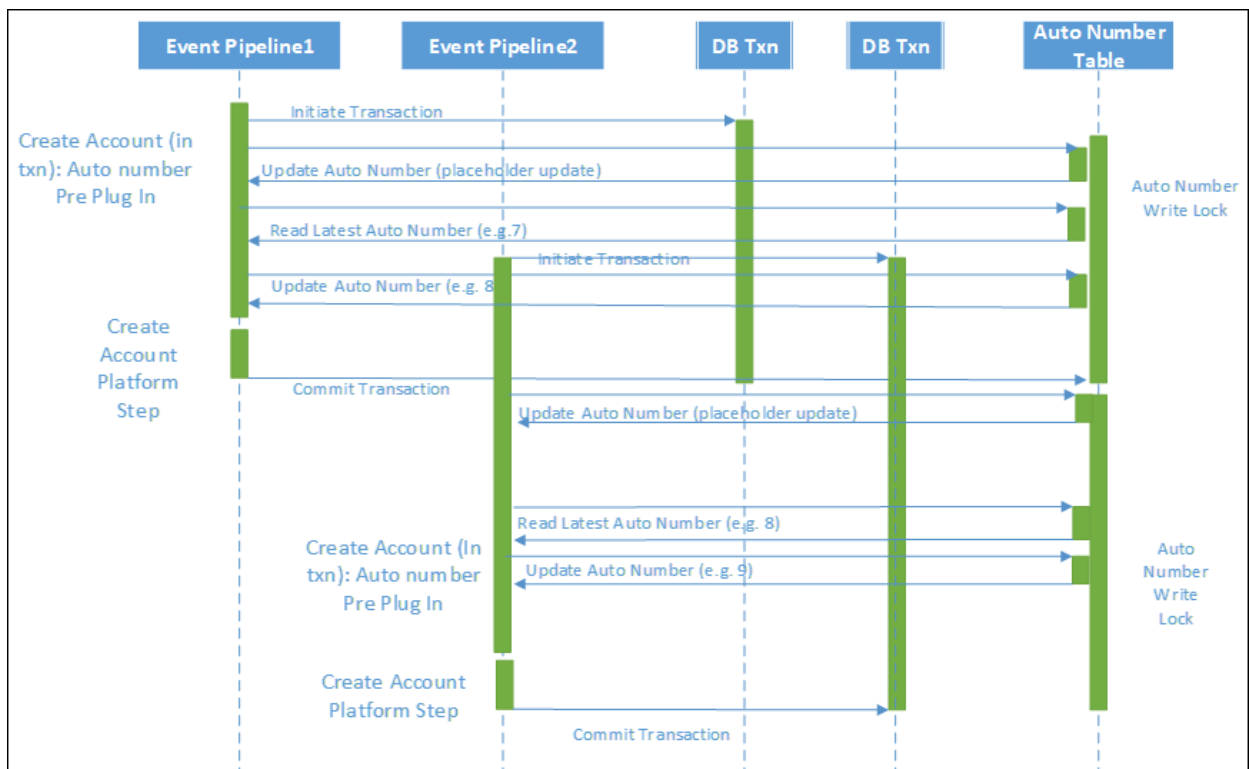 Event Pipeline1
Event Pipeline2
DB Txn
DB Txn
Auto Number
Table
Initiate Transaction
Create Account (in
txn): Auto number
Pre Plug In
Update Auto Number (placeholder update)
Auto Number
Write Lock
Read Latest Auto Number (e.g.7)
Initiate Transaction
Update Auto Number (e.g. 8
Create
Account
Platform
Step
Commit Transaction
Update Auto Number (placeholder update)
Read Latest Auto Number (e.g. 8)
Create Account (In
txn): Auto number
Pre Plug In
Update Auto Number (e.g. 9)
Auto
Number
Write
Lock
Create Account
Platform Step
Commit Transaction